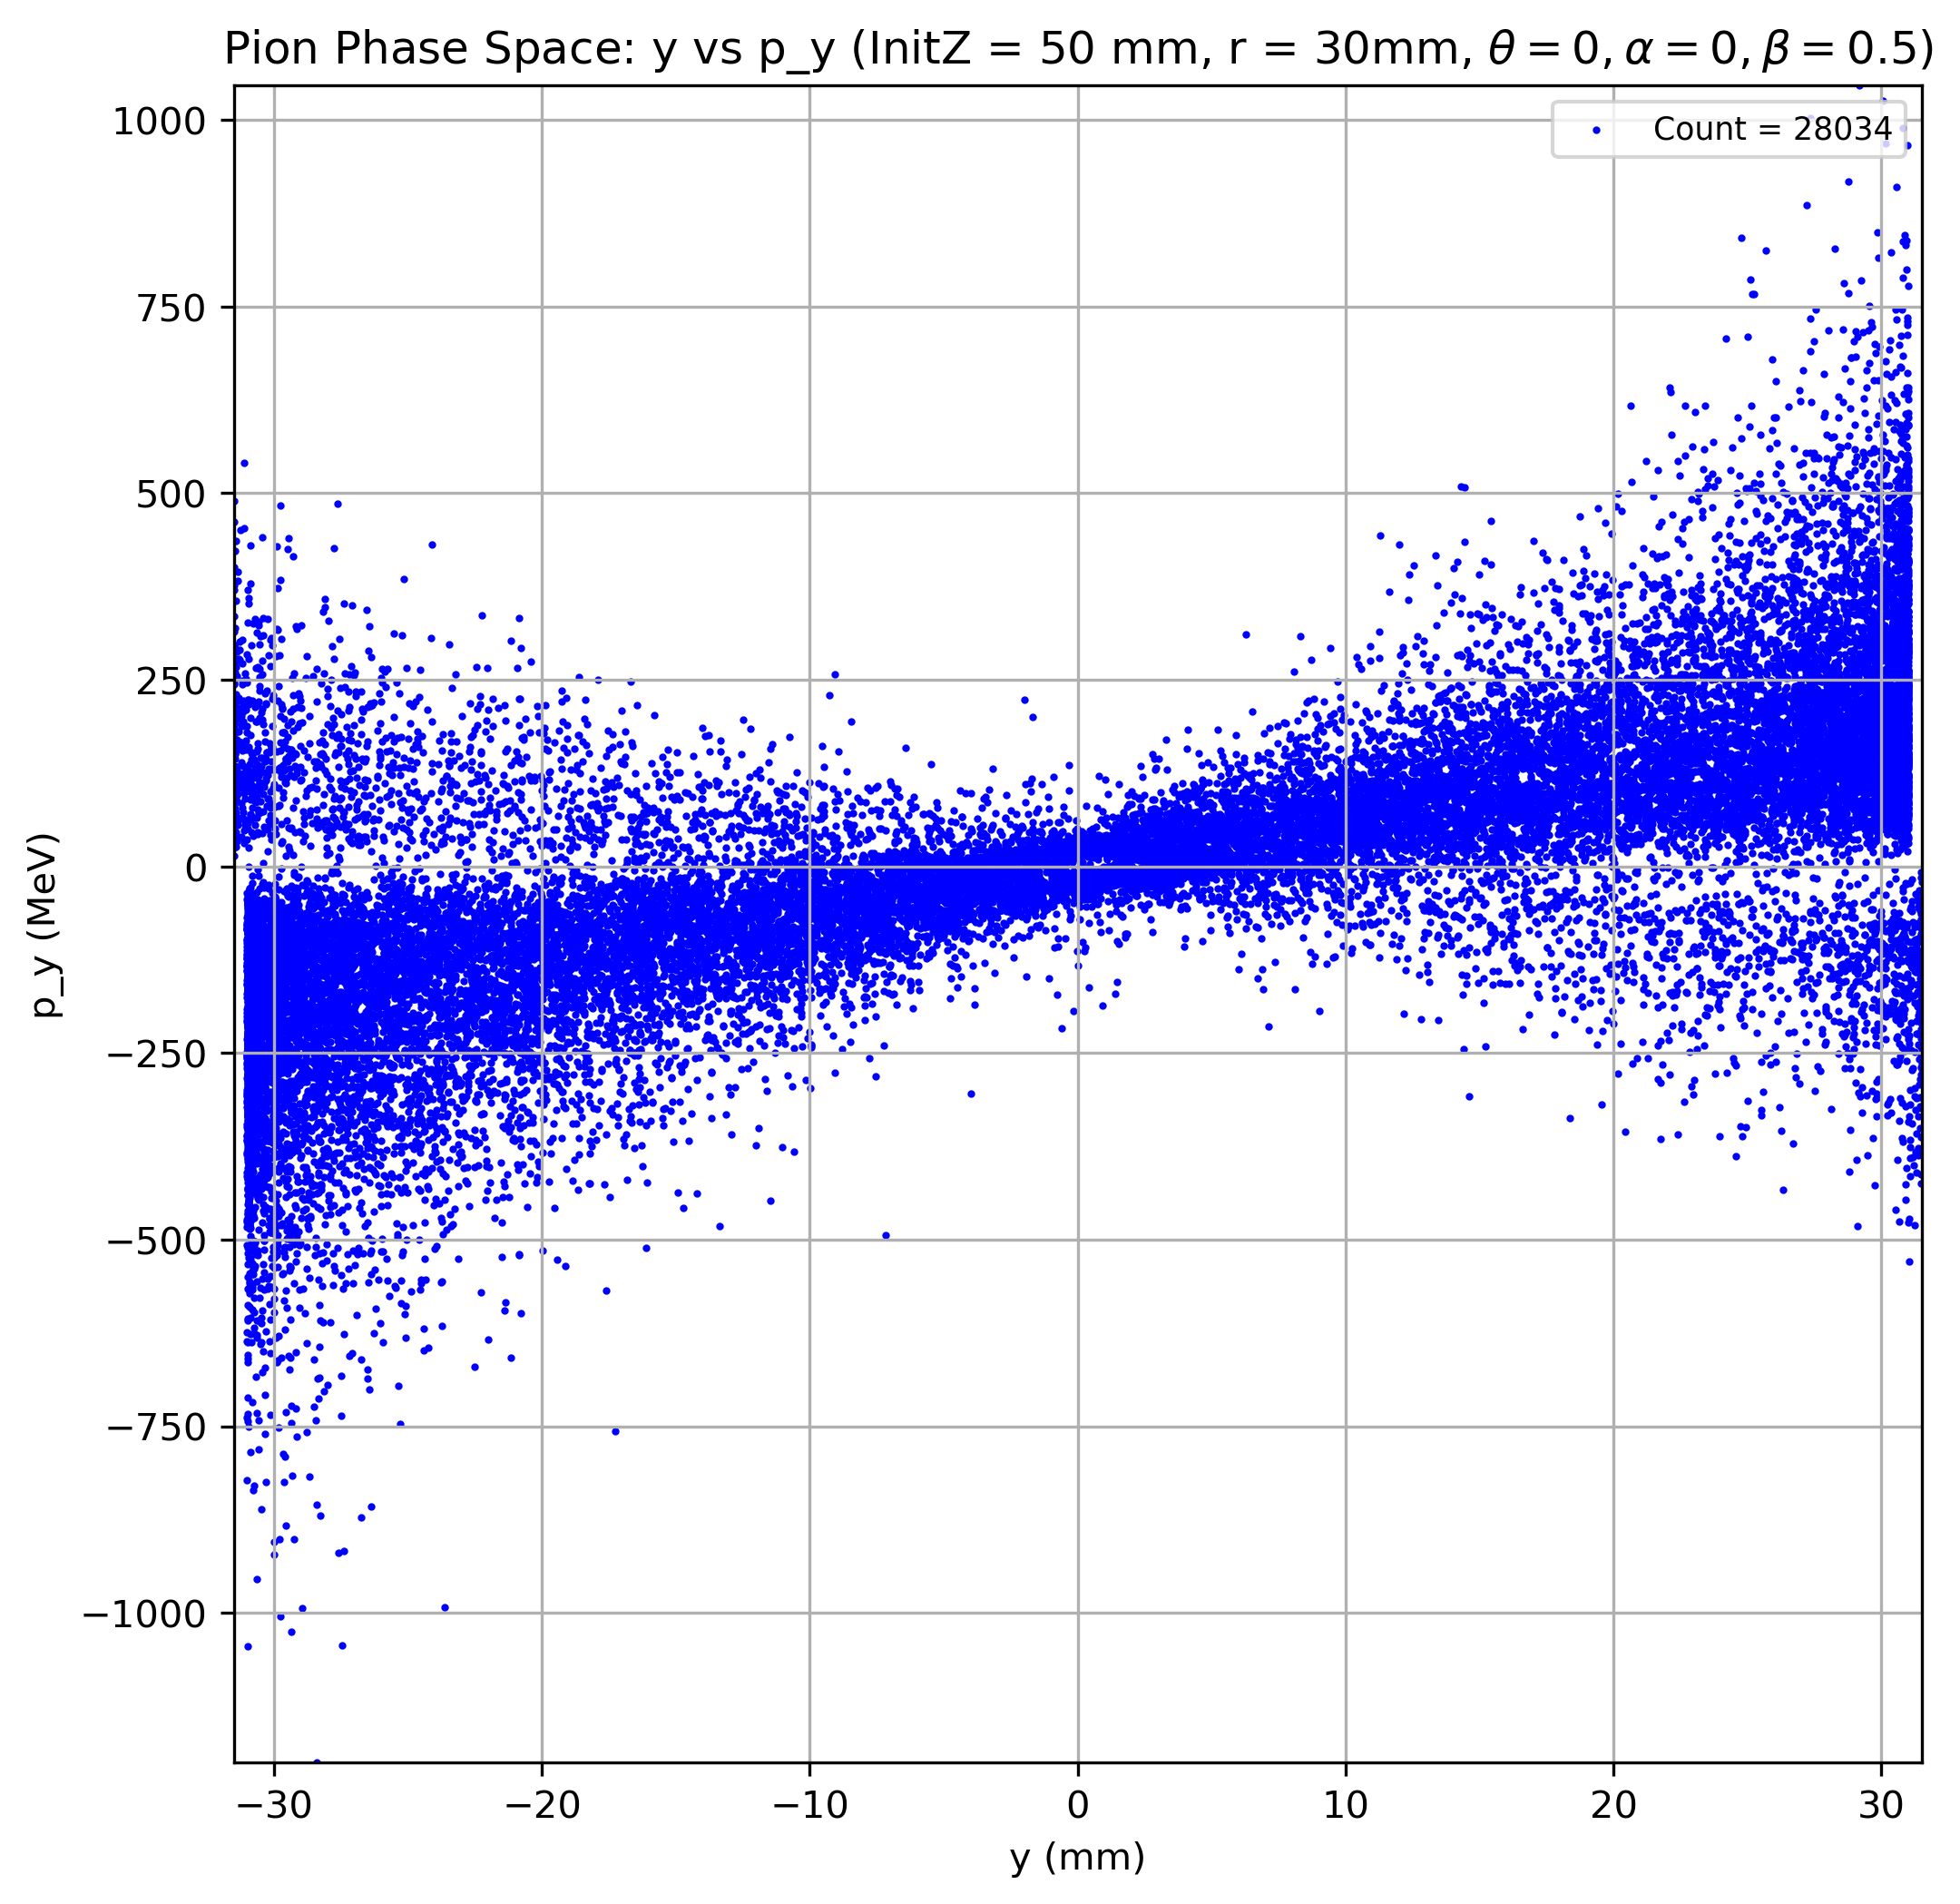 Pion Phase Space: y vs p_y (InitZ = 50 mm, r = 30mm, θ = 0, α = 0, β = 0.5)
Count = 28034
1000
750
500
250
0
−250
−500
−750
−1000
p_y (MeV)
−30 −20 −10 0 10 20 30
y (mm)